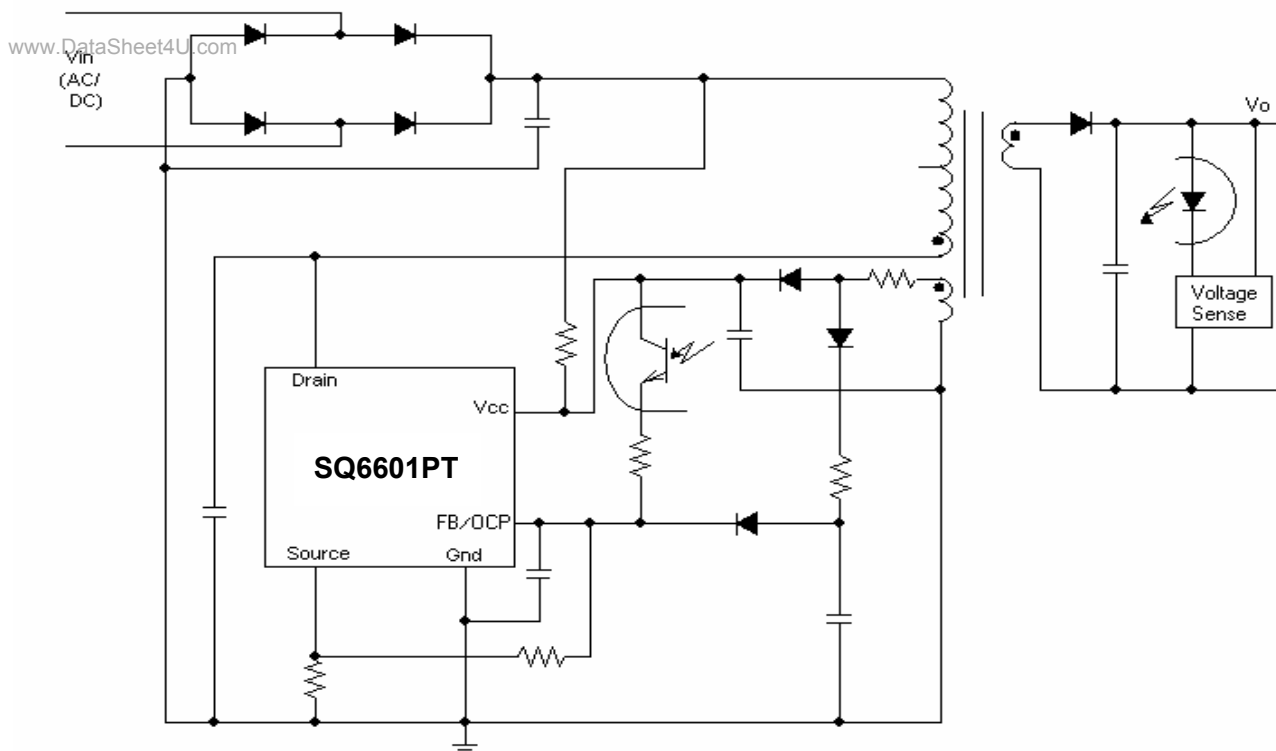 www.DataSheet4U.com
Vin
(AC/
DC)
Vo
Voltage
Sense
Drain
Vcc
SQ6601PT
FB/OCP
Source
Gnd